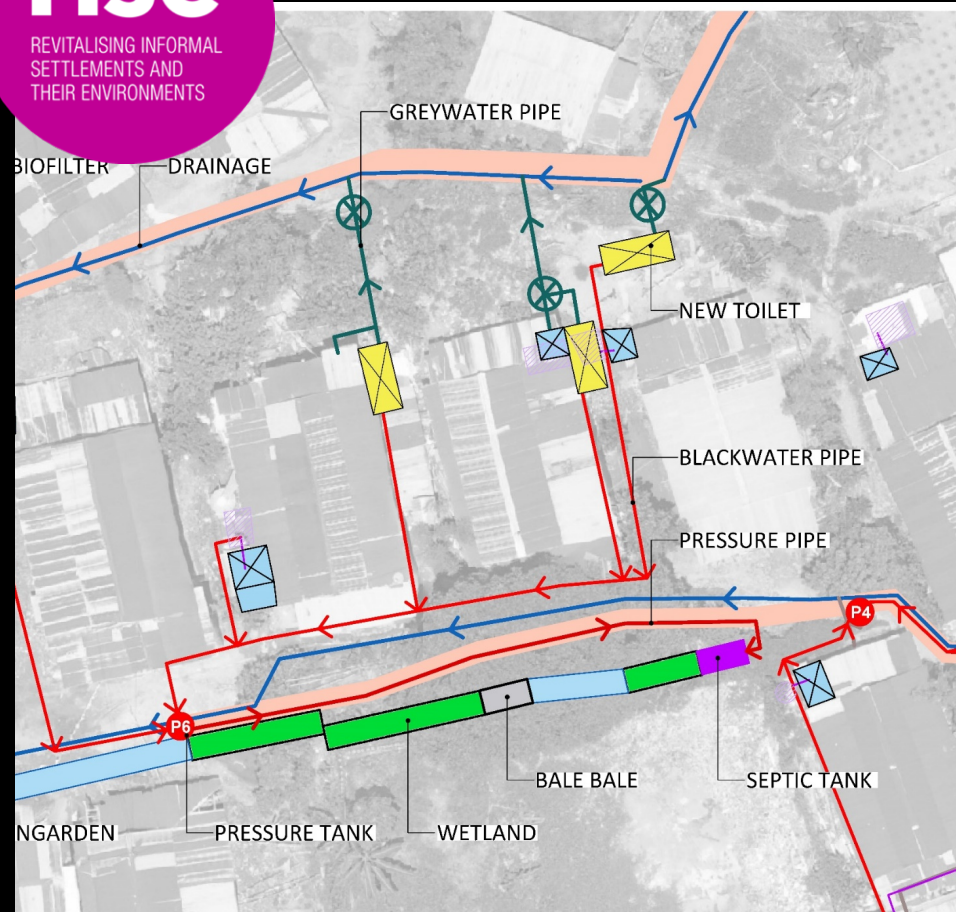 REVITALISING INFORMAL
SETTLEMENTS AND
THEIR ENVIRONMENTS
GREYWATER PIPE
BIOFILTER
DRAINAGE
NEW TOILET
BLACKWATER PIPE
PRESSURE PIPE
P4
P6
BALE BALE
SEPTIC TANK
NGARDEN
PRESSURE TANK
WETLAND